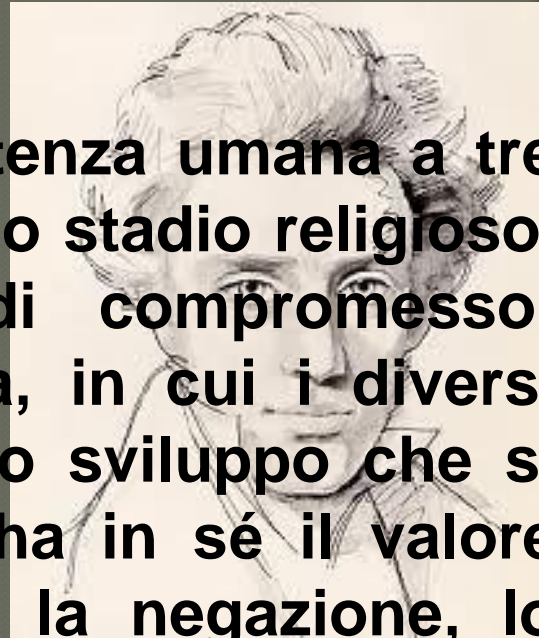 tenza umana a tre
o stadio religioso
di compromesso
a, in cui i divers
o sviluppo che s
ha in sé il valore
la negazione, lo